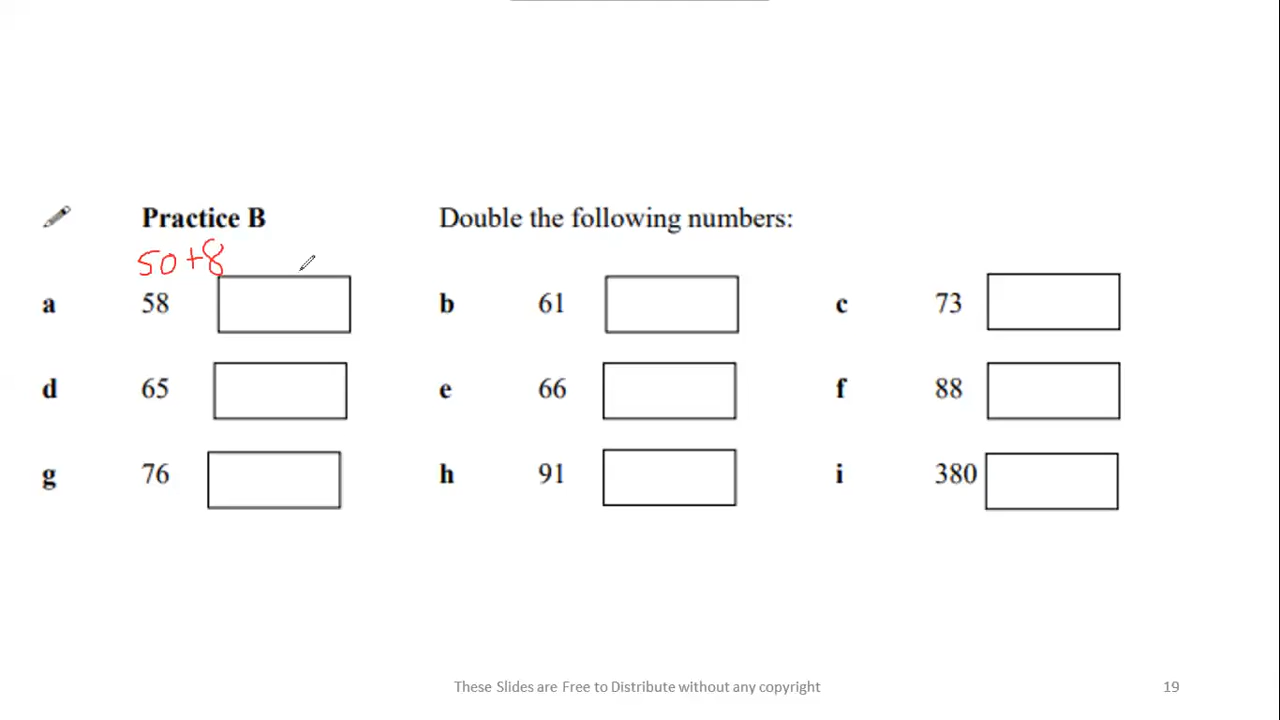 Practice B Double the following numbers:
50+8
a 58 b 61 c 73
d 65 e 66 f 88
g 76 h 91 i 380
These Slides are Free to Distribute without any copyright 19